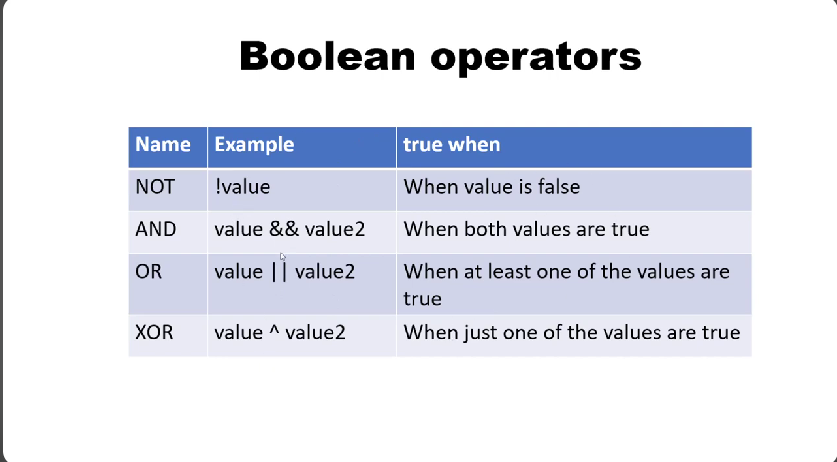 Boolean operators
Name Example true when
NOT !value When value is false
AND value && value2 When both values are true
OR value || value2 When at least one of the values are
true
XOR value ^ value2 When just one of the values are true